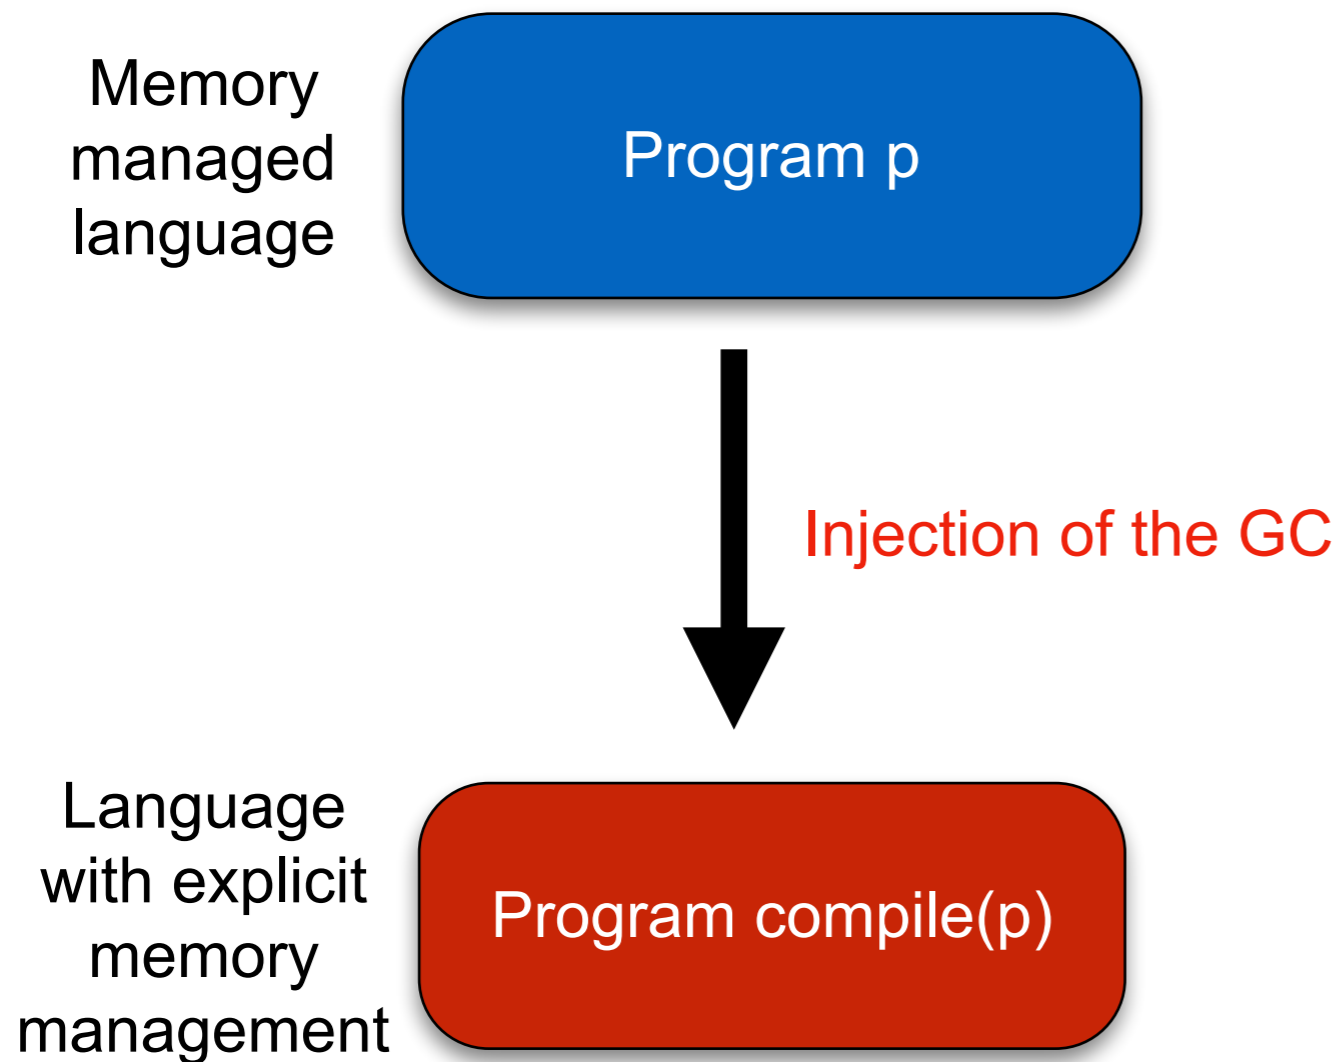 Memory
managed
language
Program p
Injection of the GC
Language
with explicit
memory
management
Program compile(p)